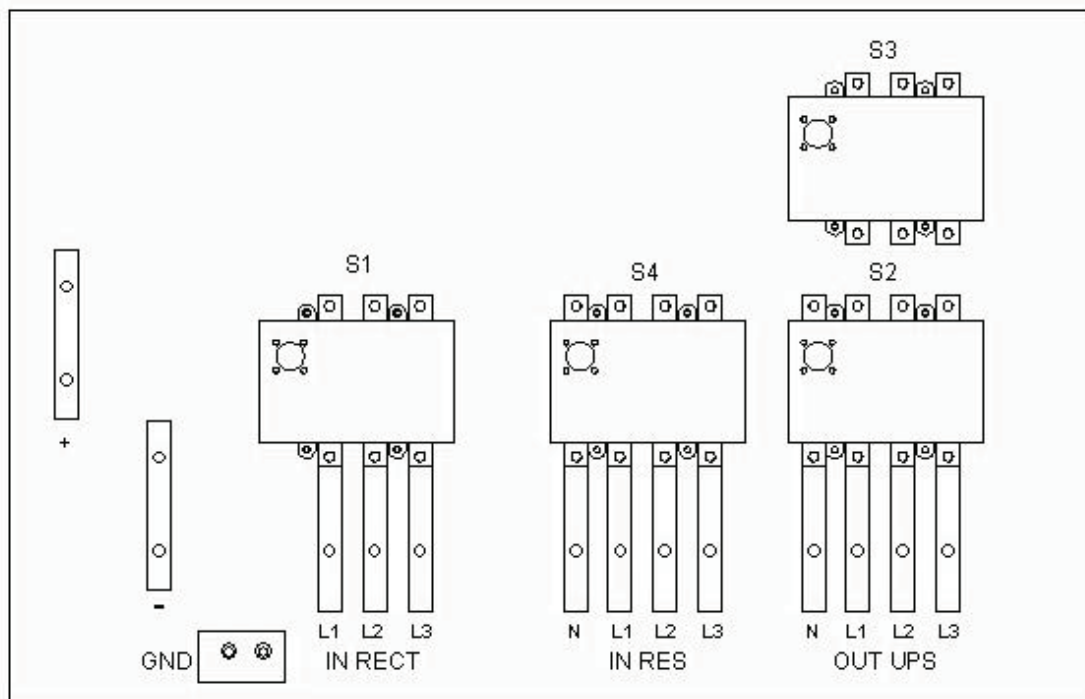 S3
S1
S4
S2
+
-
L1 L2 L3
N L1 L2 L3
N L1 L2 L3
GND
IN RECT
IN RES
OUT UPS